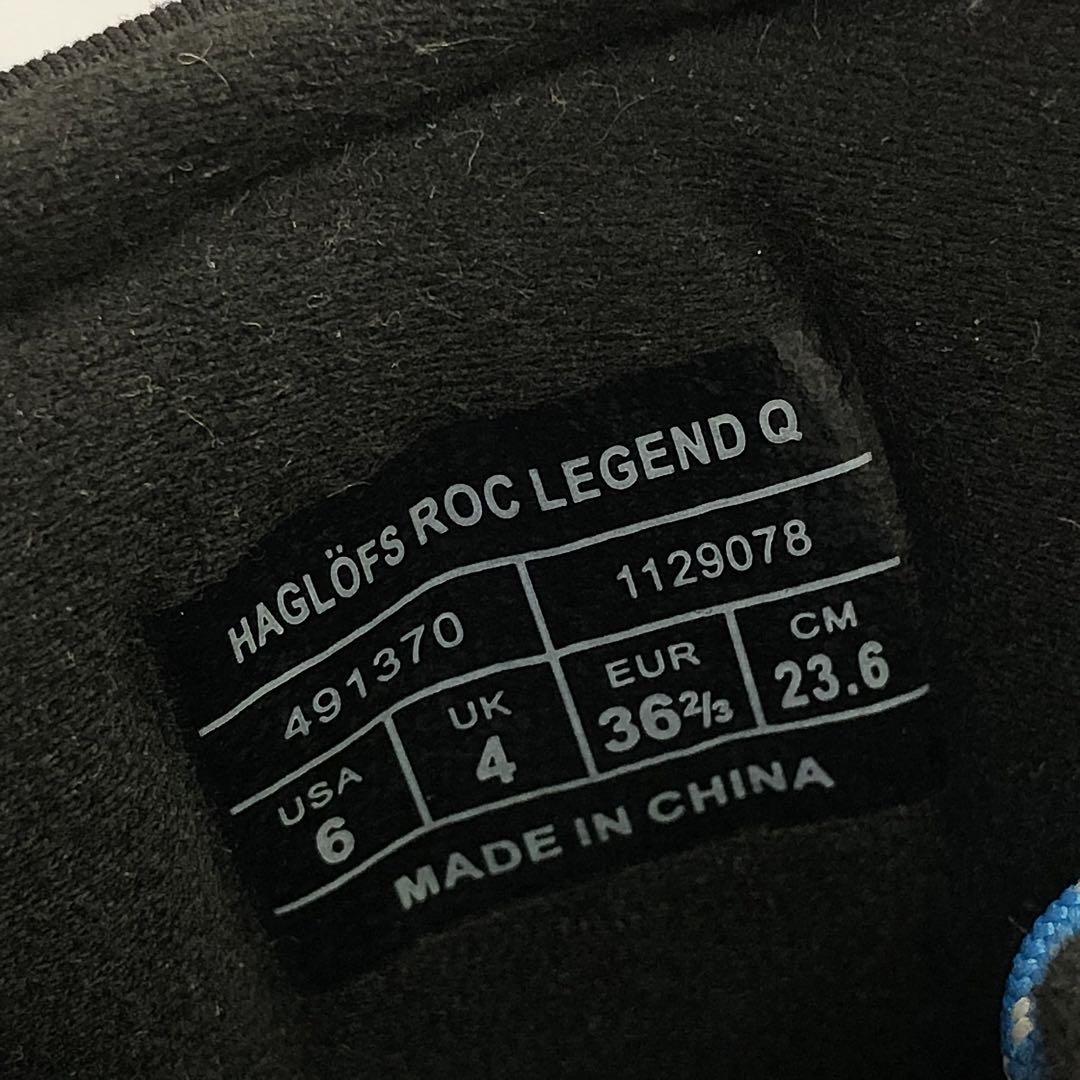 HAGLÖFS ROC LEGEND Q
491370 1129078
USA UK EUR CM
6 4 36⅔ 23.6
MADE IN CHINA